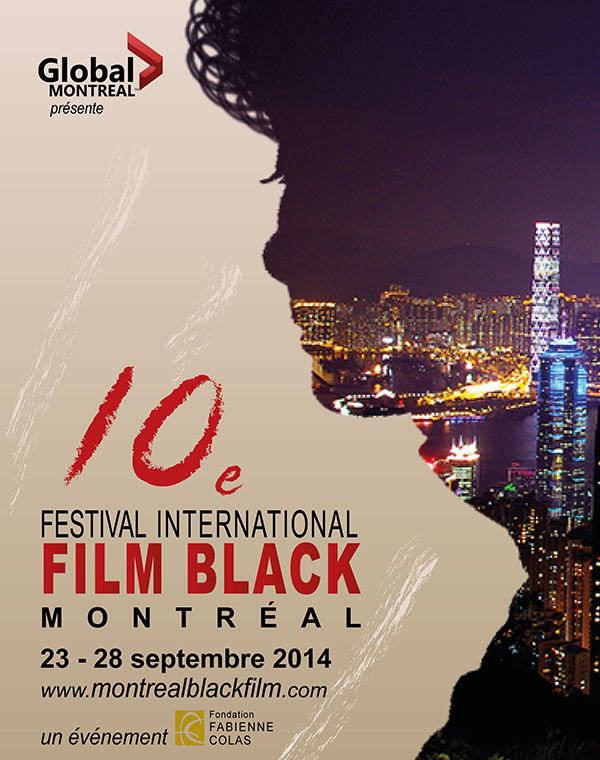 Global
MONTREAL™
présente
10e
FESTIVAL INTERNATIONAL
FILM BLACK
MONTRÉAL
23 - 28 septembre 2014
www.montrealblackfilm.com
un événement
Fondation
FABIENNE
COLAS